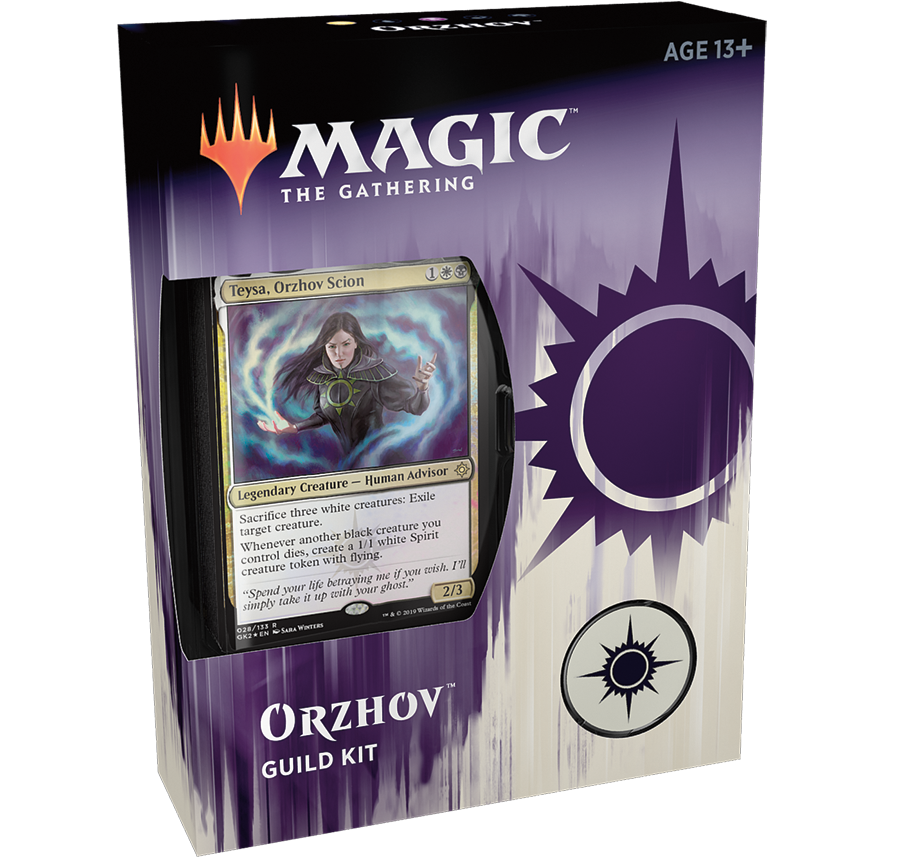 ORZHOV
AGE 13+
MAGIC™
THE GATHERING
Teysa, Orzhov Scion 1
Legendary Creature — Human Advisor
Sacrifice three white creatures: Exile
target creature.
Whenever another black creature you
control dies, create a 1/1 white Spirit
creature token with flying.
“Spend your life betraying me if you wish. I’ll
simply take it up with your ghost.”
2/3
028/133 R
GK2★EN SARA WINTERS
™ & © 2019 Wizards of the Coast
ORZHOV™
GUILD KIT